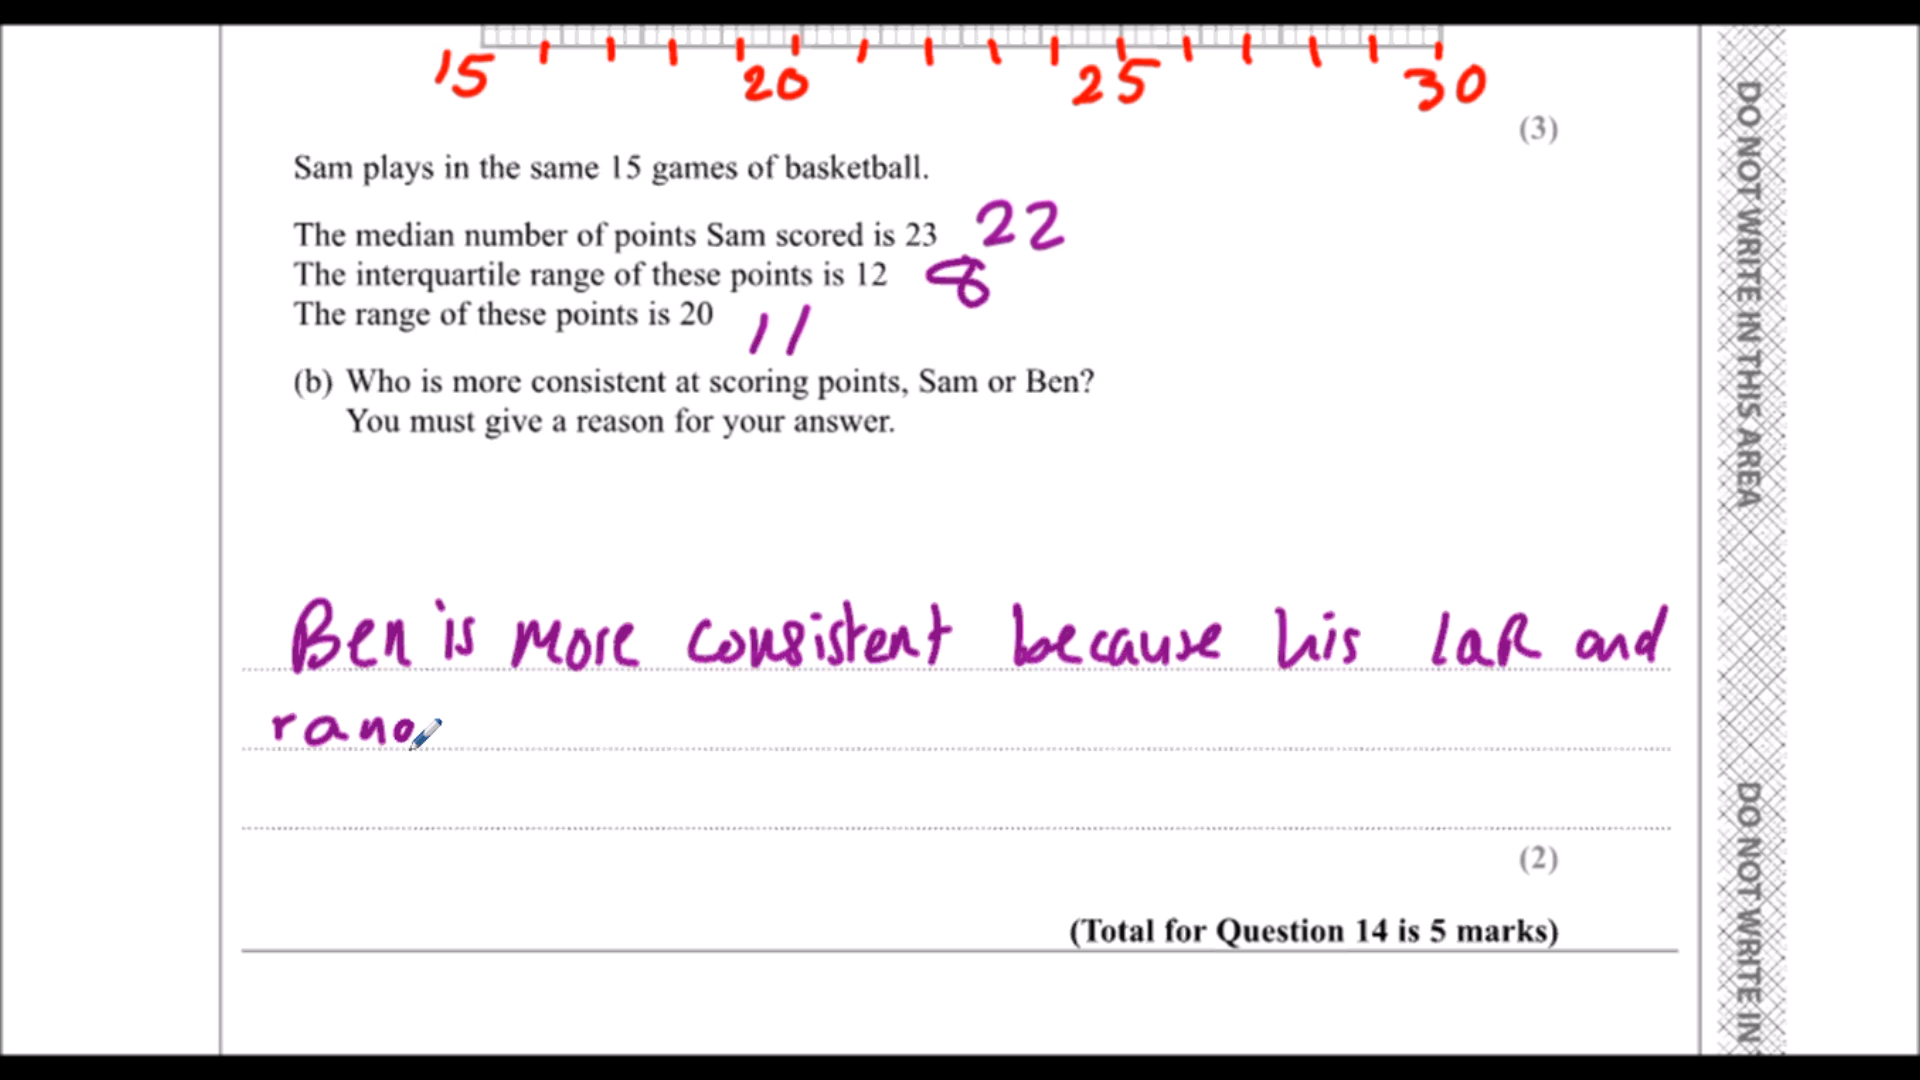 15 20 25 30
(3)
Sam plays in the same 15 games of basketball.
The median number of points Sam scored is 23 22
The interquartile range of these points is 12 8
The range of these points is 20 11
(b) Who is more consistent at scoring points, Sam or Ben?
You must give a reason for your answer.
Ben is more consistent because his IQR and
rang
(2)
(Total for Question 14 is 5 marks)
DO NOT WRITE IN THIS AREA
DO NOT WRITE IN